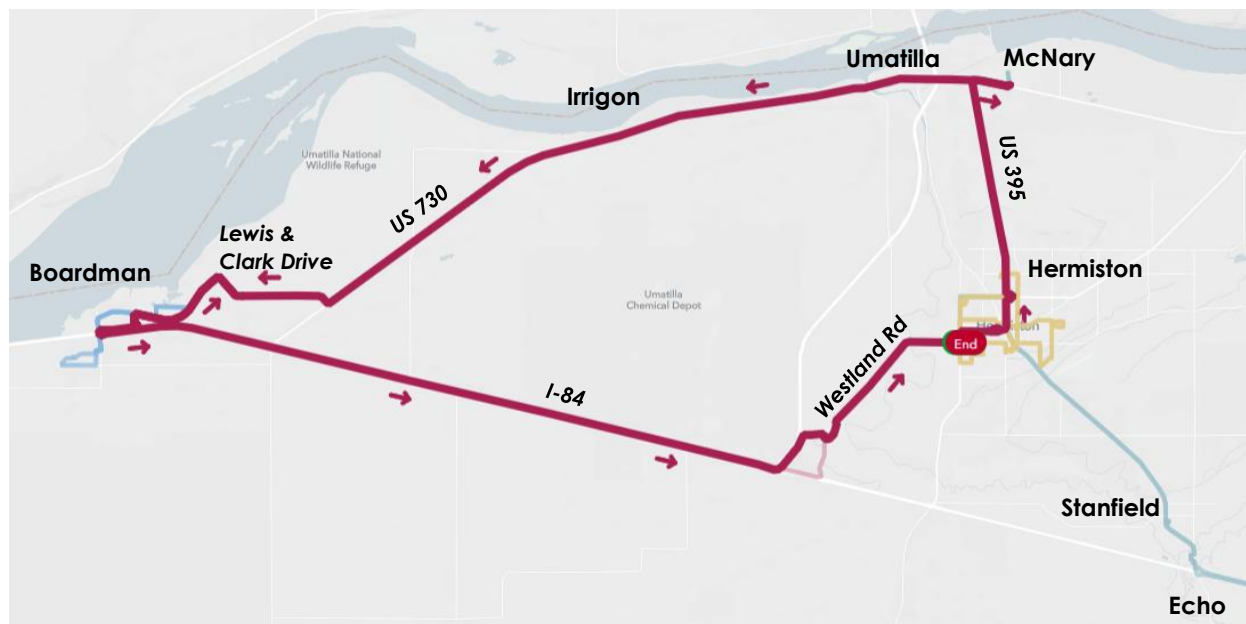 Umatilla
McNary
Irrigon
Umatilla National
Wildlife Refuge
US 395
US 730
Lewis &
Clark Drive
Boardman
Hermiston
Umatilla
Chemical Depot
End
Westland Rd
I-84
Stanfield
Echo